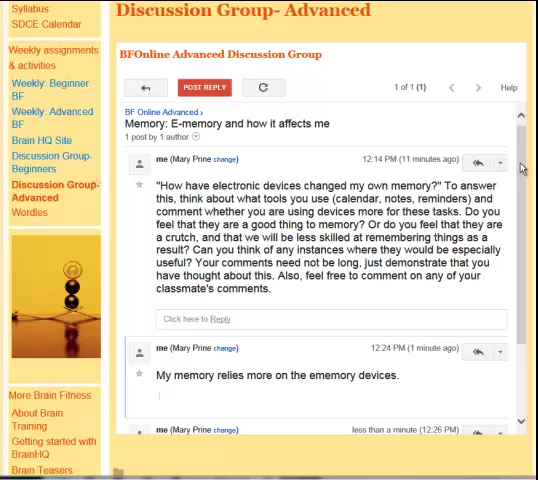 Syllabus
SDCE Calendar
Weekly assignments
& activities
Weekly: Beginner
BF
Weekly: Advanced
BF
Brain HQ Site
Discussion Group-
Beginners
Discussion Group-
Advanced
Wordles
More Brain Fitness
About Brain
Training
Getting started with
BrainHQ
Brain Teasers
Discussion Group- Advanced
BFOnline Advanced Discussion Group
POST REPLY
1 of 1 (1)
Help
BF Online Advanced ›
Memory: E-memory and how it affects me
1 post by 1 author
me (Mary Prine change)
12:14 PM (11 minutes ago)
"How have electronic devices changed my own memory?" To answer
this, think about what tools you use (calendar, notes, reminders) and
comment whether you are using devices more for these tasks. Do you
feel that they are a good thing to memory? Or do you feel that they are
a crutch, and that we will be less skilled at remembering things as a
result? Can you think of any instances where they would be especially
useful? Your comments need not be long, just demonstrate that you
have thought about this. Also, feel free to comment on any of your
classmate's comments.
Click here to Reply
me (Mary Prine change)
12:24 PM (1 minute ago)
My memory relies more on the ememory devices.
me (Mary Prine change)
less than a minute (12:26 PM)